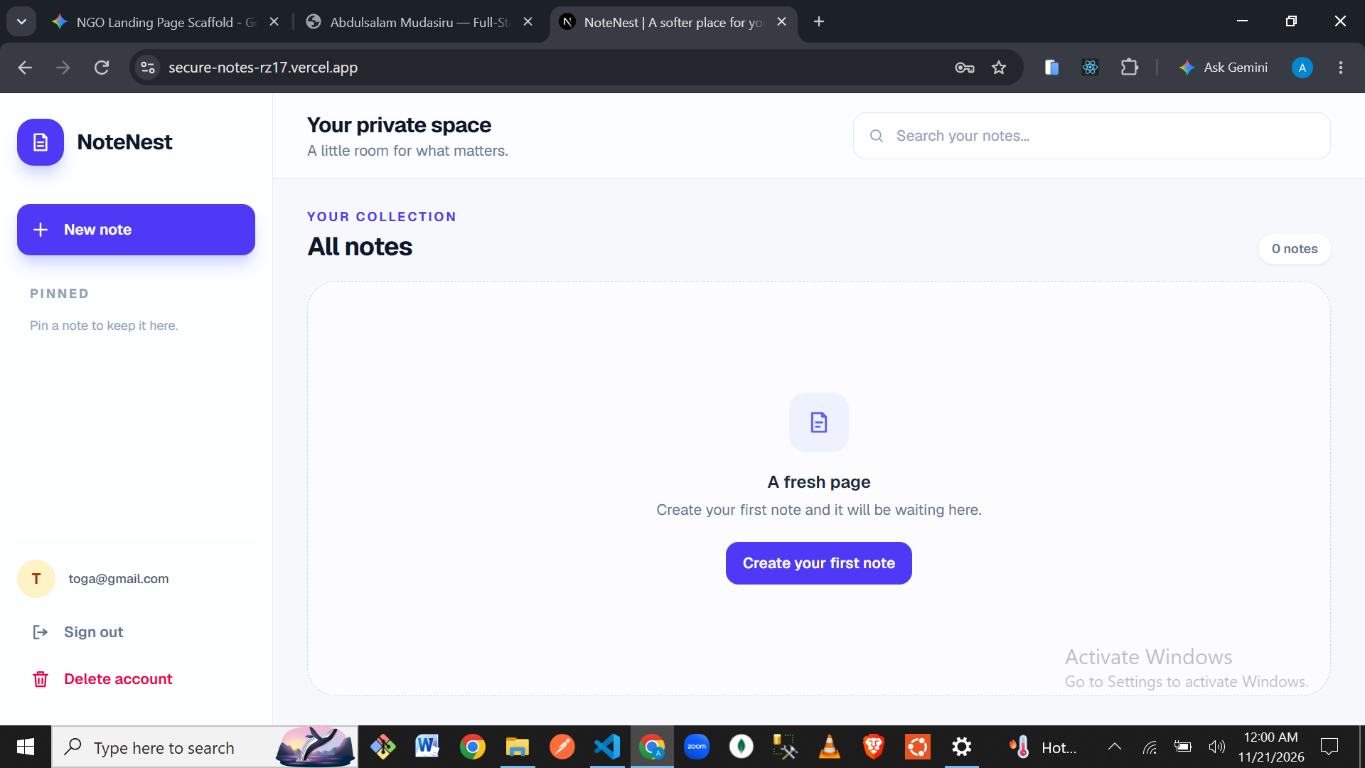 NGO Landing Page Scaffold - G
Abdulsalam Mudasiru — Full-St
NoteNest | A softer place for yo
secure-notes-rz17.vercel.app
Ask Gemini
A
NoteNest
New note
PINNED
Pin a note to keep it here.
T
toga@gmail.com
Sign out
Delete account
Your private space
A little room for what matters.
Search your notes...
YOUR COLLECTION
All notes
0 notes
A fresh page
Create your first note and it will be waiting here.
Create your first note
Activate Windows
Go to Settings to activate Windows.
Type here to search
zoom
Hot...
12:00 AM
11/21/2026